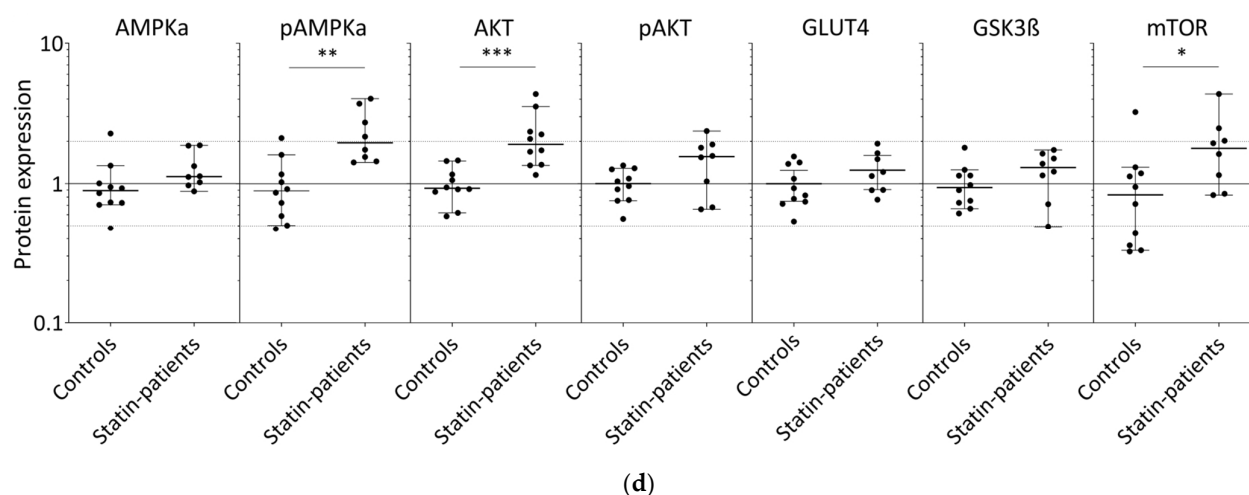 AMPKa pAMPKa AKT pAKT GLUT4 GSK3ß mTOR
** *** *
10
1
0.1
Protein expression
Controls Statin-patients Controls Statin-patients Controls Statin-patients Controls Statin-patients Controls Statin-patients Controls Statin-patients Controls Statin-patients
(d)